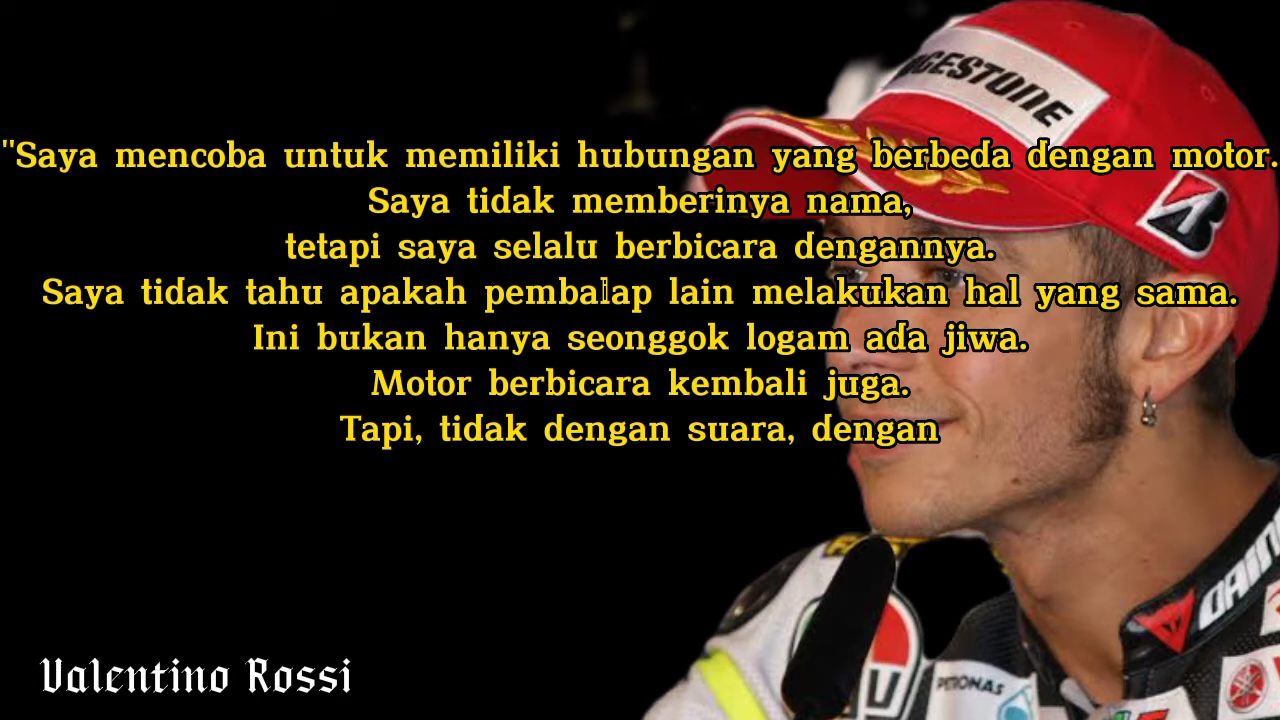 BRIDGESTONE
"Saya mencoba untuk memiliki hubungan yang berbeda dengan motor.
Saya tidak memberinya nama,
tetapi saya selalu berbicara dengannya.
Saya tidak tahu apakah pembalap lain melakukan hal yang sama.
Ini bukan hanya seonggok logam ada jiwa.
Motor berbicara kembali juga.
Tapi, tidak dengan suara, dengan
Valentino Rossi
PETRONAS